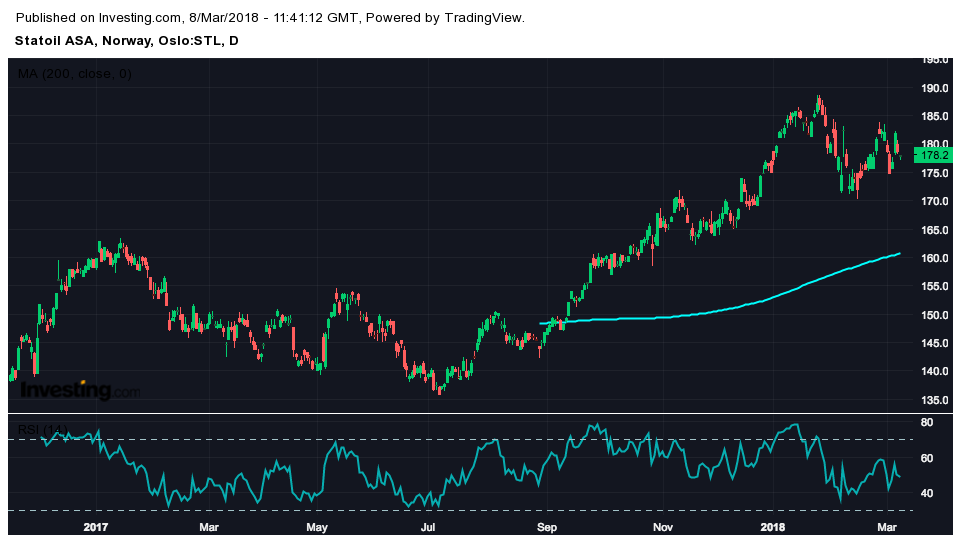 Published on Investing.com, 8/Mar/2018 - 11:41:12 GMT, Powered by TradingView.
Statoil ASA, Norway, Oslo:STL, D
MA (200, close, 0)
195.0
190.0
185.0
180.0
178.2
175.0
170.0
165.0
160.0
155.0
150.0
145.0
140.0
135.0
Investing.com
RSI (14)
80
60
40
2017 Mar May Jul Sep Nov 2018 Mar